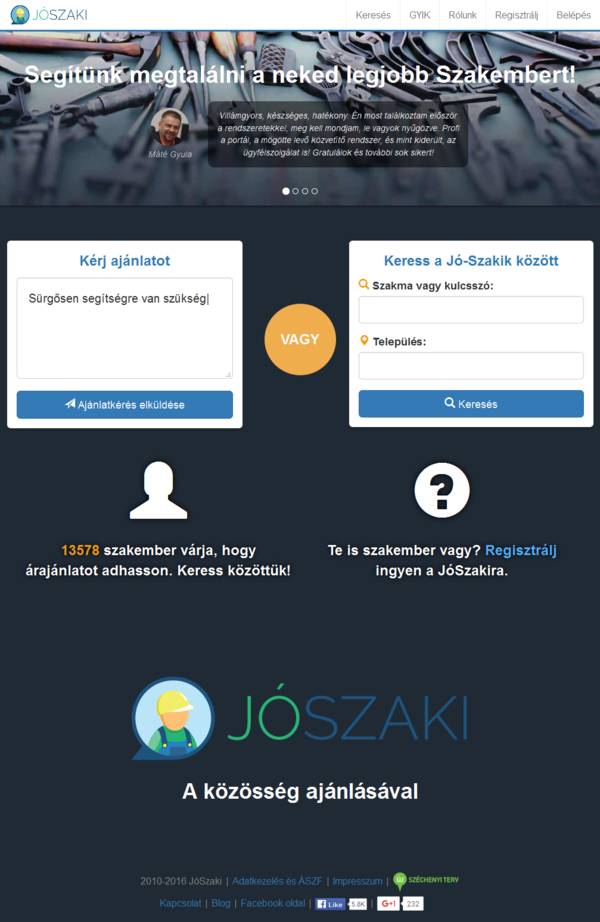 JÓSZAKI
Keresés
GYIK
Rólunk
Regisztrálj
Belépés
Segítünk megtalálni a neked legjobb Szakembert!
Villámgyors, készséges, hatékony. Én most találkoztam először
a rendszeretekkel, meg kell mondjam, le vagyok nyűgözve. Profi
a portál, a mögötte levő közvetítő rendszer, és mint kiderült, az
ügyfélszolgálat is! Gratulálok és további sok sikert!
Máté Gyula
Kérj ajánlatot
Sürgősen segítségre van szükség
Ajánlatkérés elküldése
VAGY
Keress a Jó-Szakik között
Szakma vagy kulcsszó:
Település:
Keresés
13578 szakember várja, hogy
árajánlatot adhasson. Keress közöttük!
Te is szakember vagy? Regisztrálj
ingyen a JóSzakira.
JÓSZAKI
A közösség ajánlásával
2010-2016 JóSzaki | Adatkezelés és ÁSZF | Impresszum | ÚJ SZÉCHENYI TERV
Kapcsolat | Blog | Facebook oldal | Like 5.8K | G+1 232